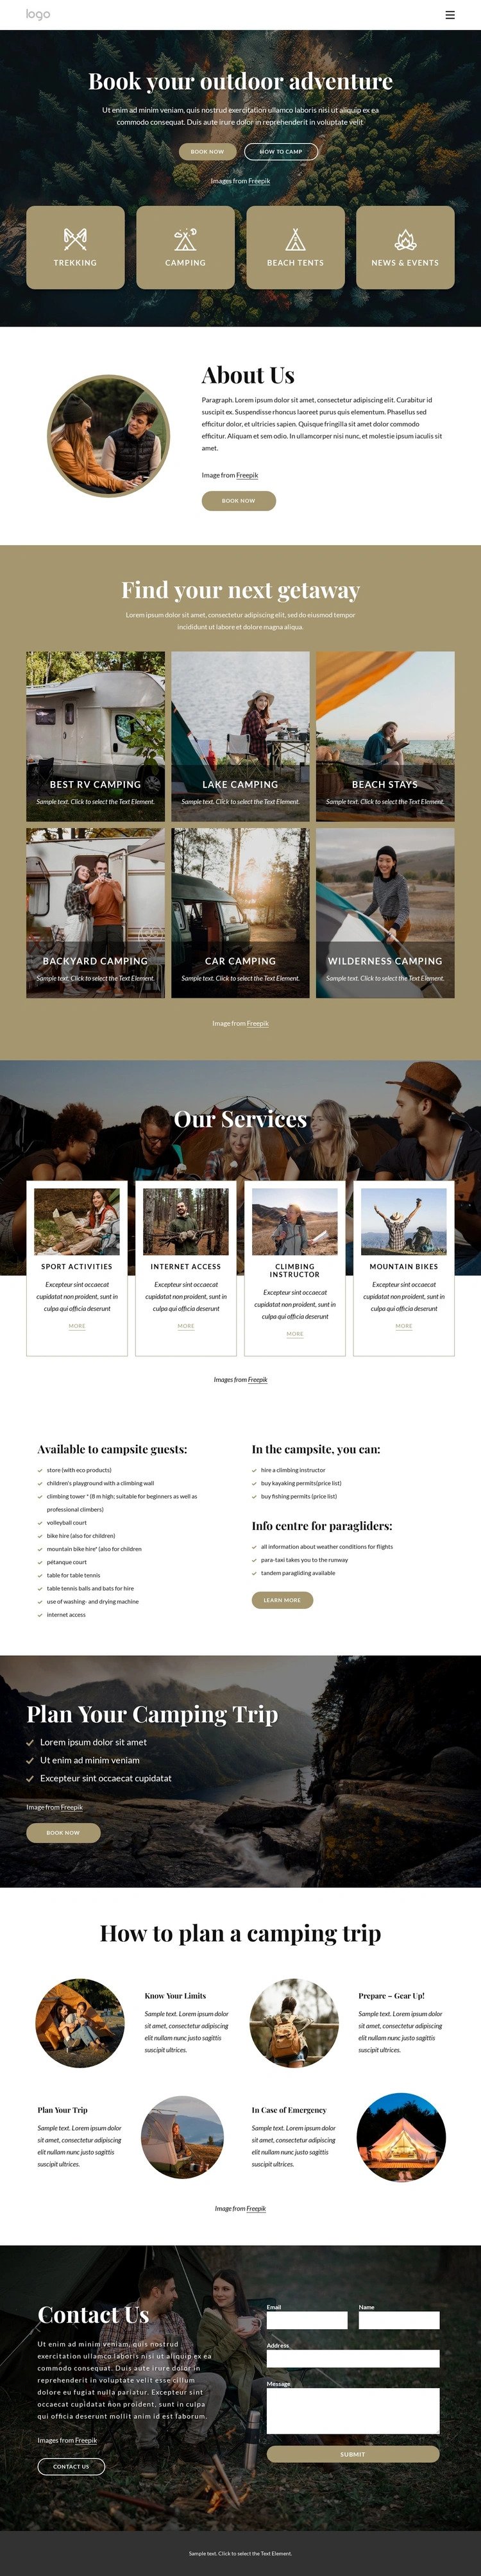 logo
Book your outdoor adventure
Ut enim ad minim veniam, quis nostrud exercitation ullamco laboris nisi ut aliquip ex ea
commodo consequat. Duis aute irure dolor in reprehenderit in voluptate velit
BOOK NOW
HOW TO CAMP
Images from Freepik
TREKKING
CAMPING
BEACH TENTS
NEWS & EVENTS
About Us
Paragraph. Lorem ipsum dolor sit amet, consectetur adipiscing elit. Curabitur id
suscipit ex. Suspendisse rhoncus laoreet purus quis elementum. Phasellus sed
efficitur dolor, et ultricies sapien. Quisque fringilla sit amet dolor commodo
efficitur. Aliquam et sem odio. In ullamcorper nisi nunc, et molestie ipsum iaculis sit
amet.
Image from Freepik
BOOK NOW
Find your next getaway
Lorem ipsum dolor sit amet, consectetur adipiscing elit, sed do eiusmod tempor
incididunt ut labore et dolore magna aliqua.
BEST RV CAMPING
Sample text. Click to select the Text Element.
LAKE CAMPING
Sample text. Click to select the Text Element.
BEACH STAYS
Sample text. Click to select the Text Element.
BACKYARD CAMPING
Sample text. Click to select the Text Element.
CAR CAMPING
Sample text. Click to select the Text Element.
WILDERNESS CAMPING
Sample text. Click to select the Text Element.
Image from Freepik
Our Services
SPORT ACTIVITIES
Excepteur sint occaecat
cupidatat non proident, sunt in
culpa qui officia deserunt
MORE
INTERNET ACCESS
Excepteur sint occaecat
cupidatat non proident, sunt in
culpa qui officia deserunt
MORE
CLIMBING
INSTRUCTOR
Excepteur sint occaecat
cupidatat non proident, sunt in
culpa qui officia deserunt
MORE
MOUNTAIN BIKES
Excepteur sint occaecat
cupidatat non proident, sunt in
culpa qui officia deserunt
MORE
Images from Freepik
Available to campsite guests:
store (with eco products)
children's playground with a climbing wall
climbing tower * (8 m high; suitable for beginners as well as
professional climbers)
volleyball court
bike hire (also for children)
mountain bike hire* (also for children
pétanque court
table for table tennis
table tennis balls and bats for hire
use of washing- and drying machine
internet access
In the campsite, you can:
hire a climbing instructor
buy kayaking permits(price list)
buy fishing permits (price list)
Info centre for paragliders:
all information about weather conditions for flights
para-taxi takes you to the runway
tandem paragliding available
LEARN MORE
Plan Your Camping Trip
Lorem ipsum dolor sit amet
Ut enim ad minim veniam
Excepteur sint occaecat cupidatat
Image from Freepik
BOOK NOW
How to plan a camping trip
Know Your Limits
Sample text. Lorem ipsum dolor
sit amet, consectetur adipiscing
elit nullam nunc justo sagittis
suscipit ultrices.
Prepare – Gear Up!
Sample text. Lorem ipsum dolor
sit amet, consectetur adipiscing
elit nullam nunc justo sagittis
suscipit ultrices.
Plan Your Trip
Sample text. Lorem ipsum dolor
sit amet, consectetur adipiscing
elit nullam nunc justo sagittis
suscipit ultrices.
In Case of Emergency
Sample text. Lorem ipsum dolor
sit amet, consectetur adipiscing
elit nullam nunc justo sagittis
suscipit ultrices.
Image from Freepik
Contact Us
Ut enim ad minim veniam, quis nostrud
exercitation ullamco laboris nisi ut aliquip ex ea
commodo consequat. Duis aute irure dolor in
reprehenderit in voluptate velit esse cillum
dolore eu fugiat nulla pariatur. Excepteur sint
occaecat cupidatat non proident, sunt in culpa
qui officia deserunt mollit anim id est laborum.
Images from Freepik
CONTACT US
Email
Name
Address
Message
SUBMIT
Sample text. Click to select the Text Element.